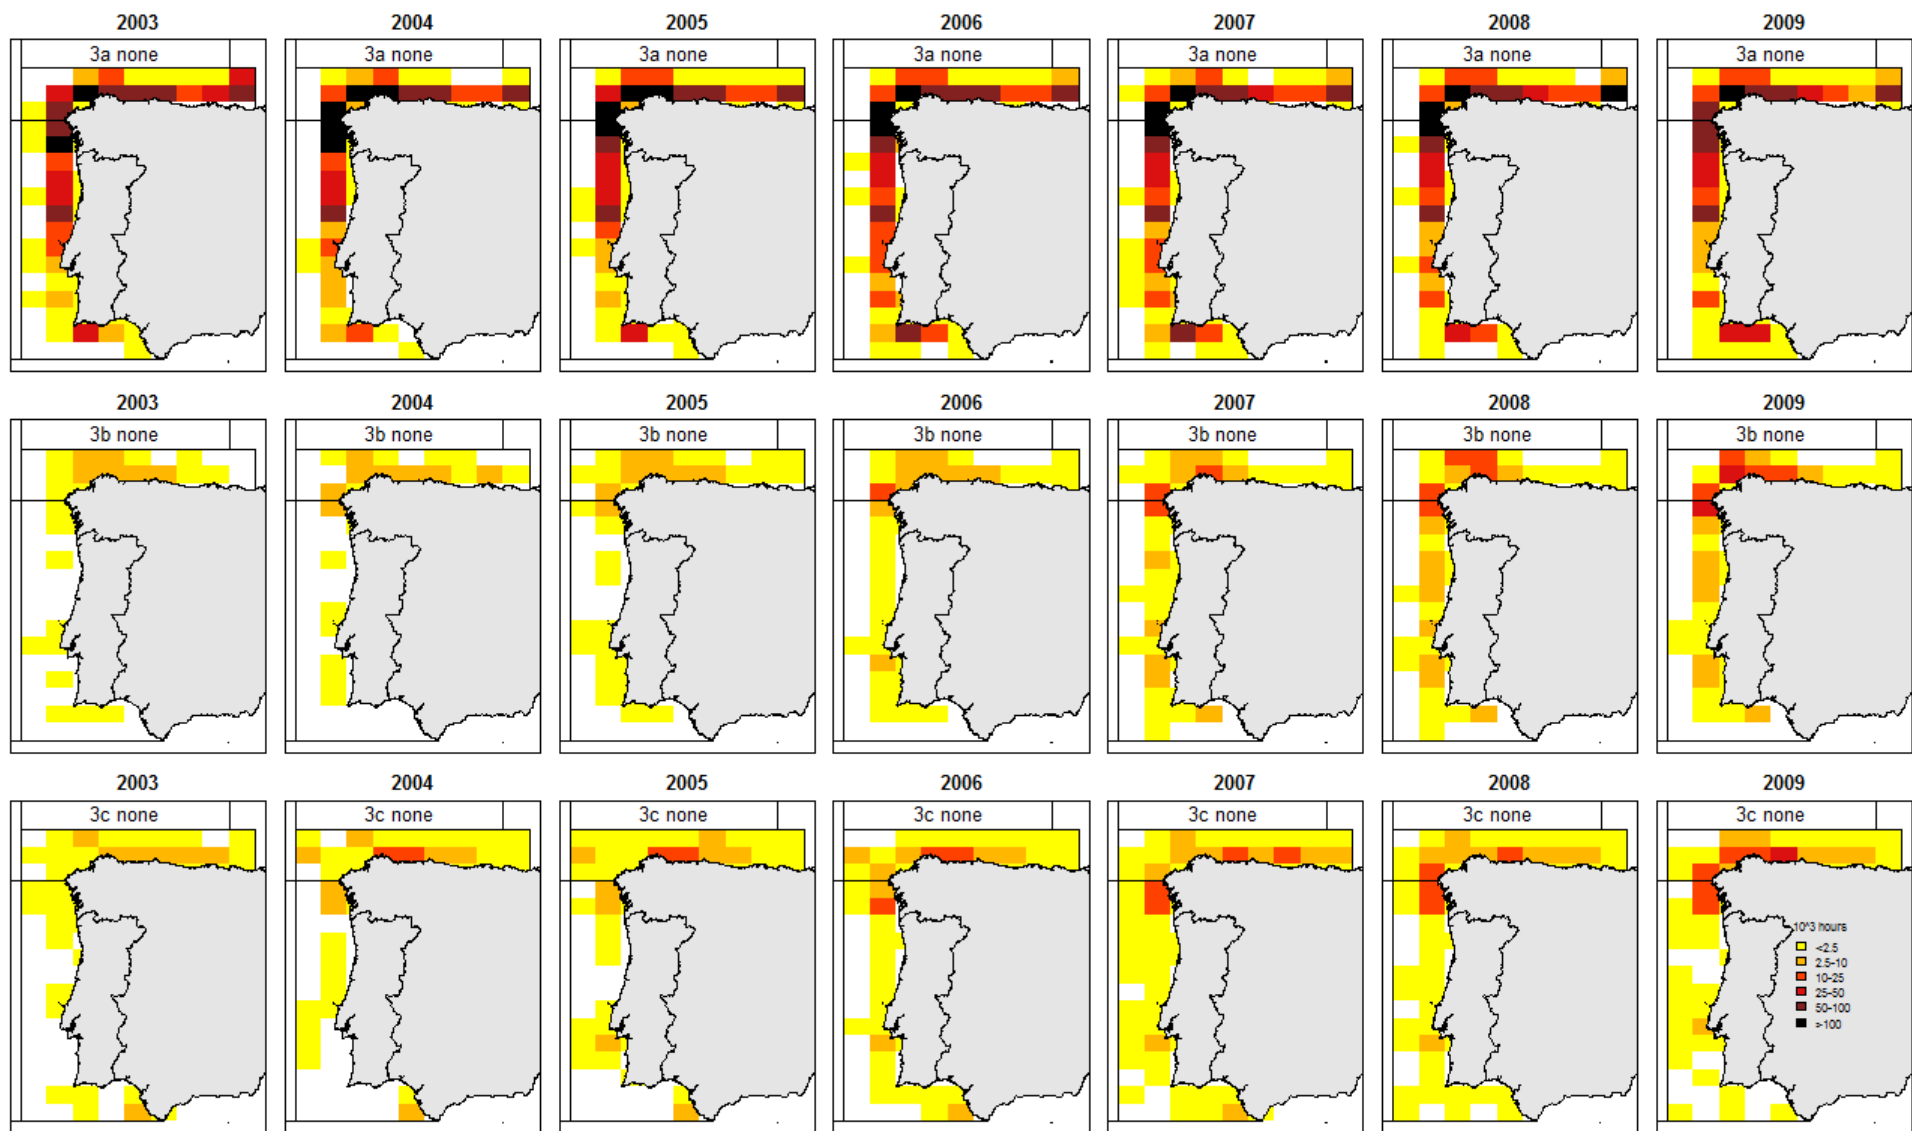 2003 2004 2005 2006 2007 2008 2009
3a none 3a none 3a none 3a none 3a none 3a none 3a none
2003 2004 2005 2006 2007 2008 2009
3b none 3b none 3b none 3b none 3b none 3b none 3b none
2003 2004 2005 2006 2007 2008 2009
3c none 3c none 3c none 3c none 3c none 3c none 3c none
10^3 hours
<2.5
2.5-10
10-25
25-50
50-100
>100